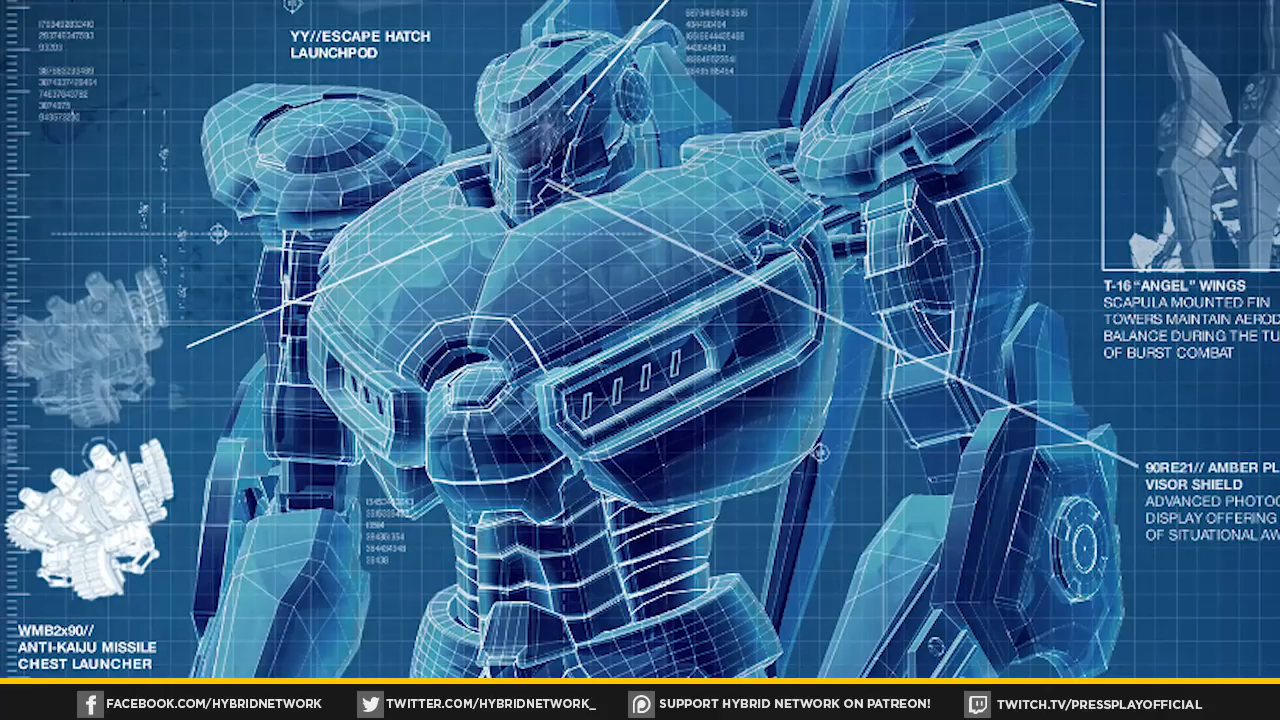 YY//ESCAPE HATCH
LAUNCHPOD
T-16 "ANGEL" WINGS
SCAPULA MOUNTED FIN
TOWERS MAINTAIN AEROD
BALANCE DURING THE TU
OF BURST COMBAT
90RE21// AMBER PL
VISOR SHIELD
ADVANCED PHOTOC
DISPLAY OFFERING
OF SITUATIONAL AW
WMB2x90//
ANTI-KAIJU MISSILE
CHEST LAUNCHER
FACEBOOK.COM/HYBRIDNETWORK
TWITTER.COM/HYBRIDNETWORK_
SUPPORT HYBRID NETWORK ON PATREON!
TWITCH.TV/PRESSPLAYOFFICIAL